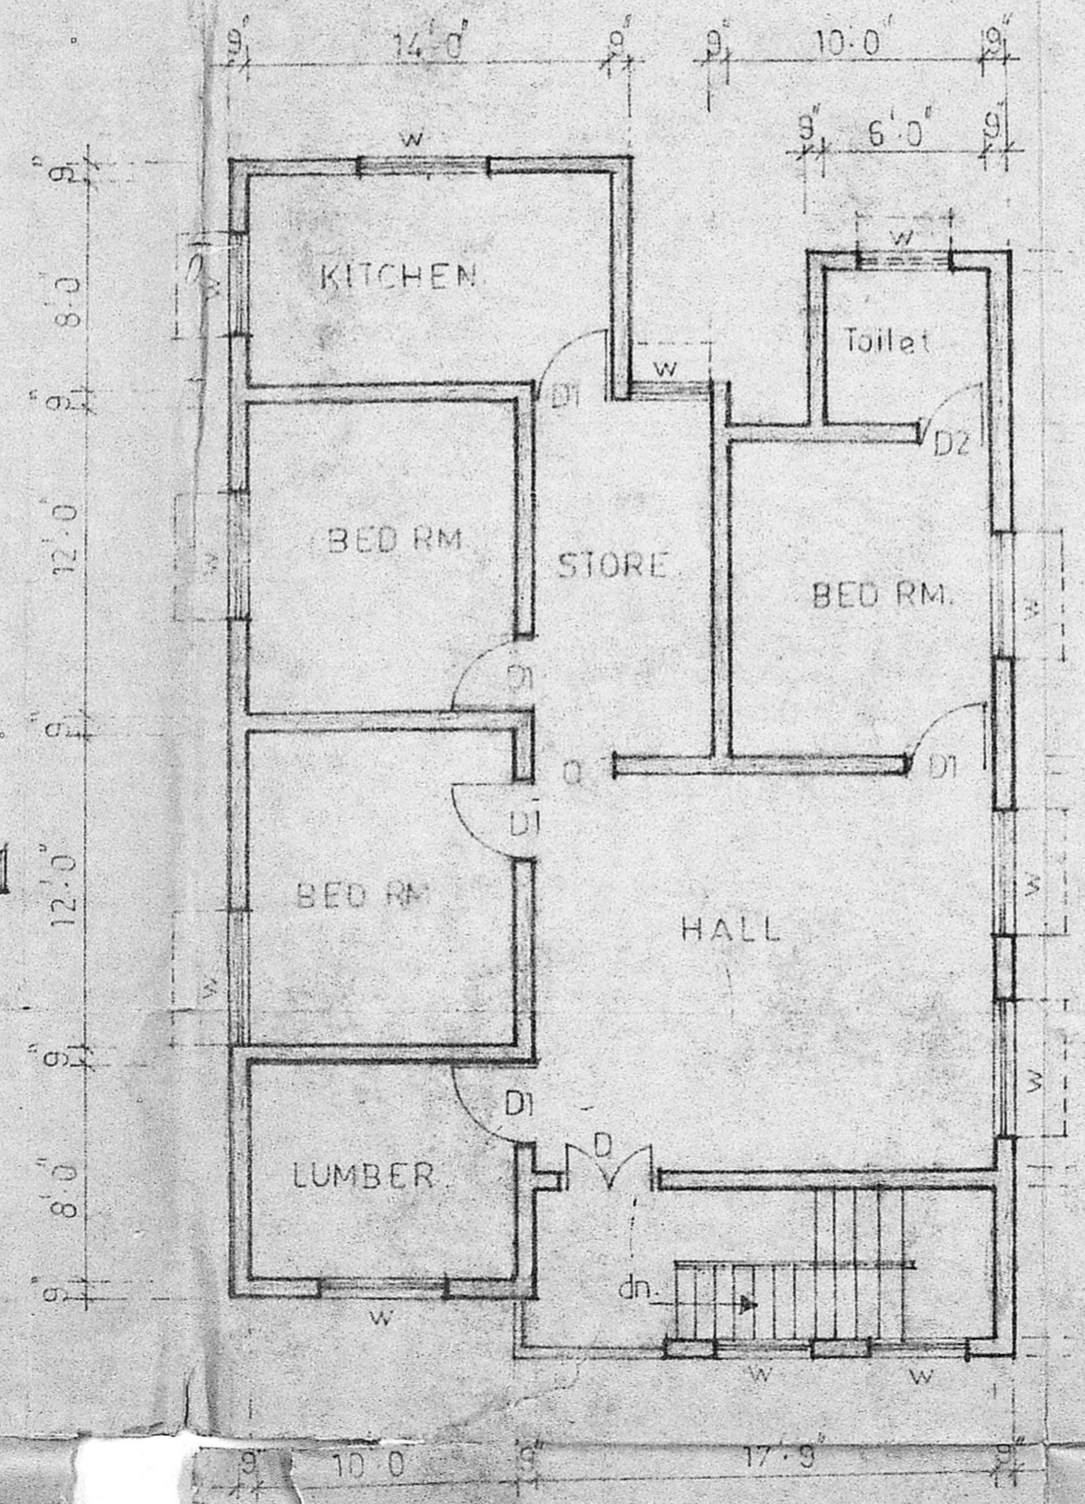 9" 14'-0" 9" 9" 10'-0" 9"
9" 6'-0" 9"
W
9"
W
KITCHEN
W
8'-0"
Toilet
W
D1
9"
D2
12'-0"
BED RM
W
STORE
BED RM.
W
D1
9"
O
D1
D1
12'-0"
BED RM
W
HALL
W
W
9"
D1
D
8'-0"
LUMBER
dn.
9"
W
W
W
9" 10'-0" 9" 17'-9" 9"